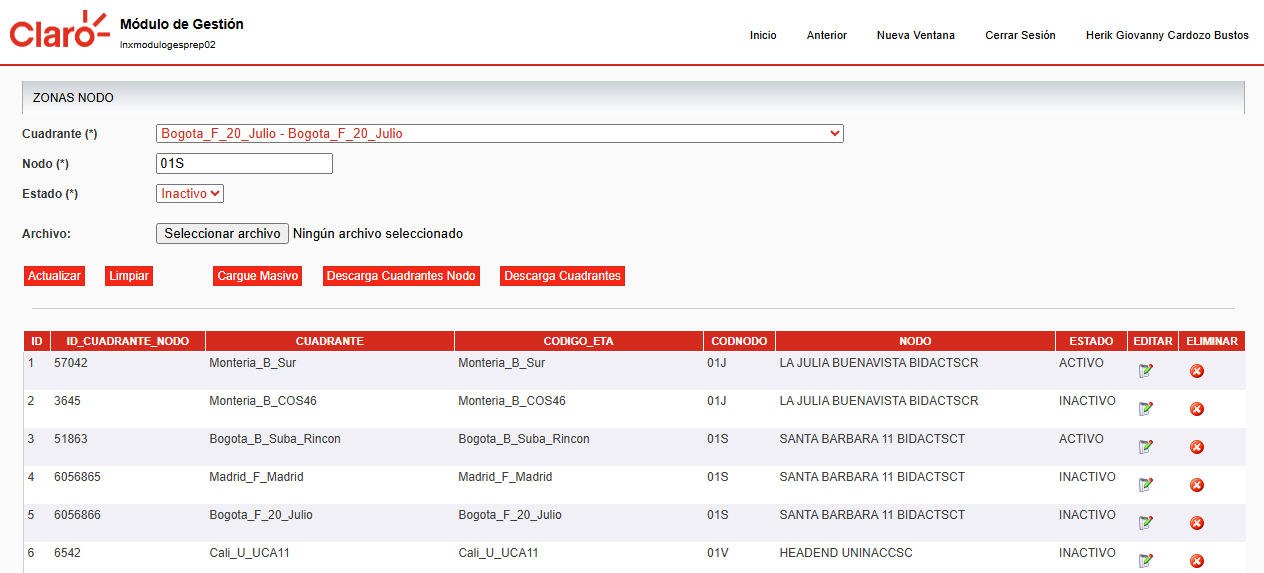 Claro
Módulo de Gestión
lnxmodulogesprep02
Inicio Anterior Nueva Ventana Cerrar Sesión Herik Giovanny Cardozo Bustos
ZONAS NODO
Cuadrante (*) Bogota_F_20_Julio - Bogota_F_20_Julio
Nodo (*) 01S
Estado (*) Inactivo
Archivo: Seleccionar archivo Ningún archivo seleccionado
Actualizar Limpiar Cargue Masivo Descarga Cuadrantes Nodo Descarga Cuadrantes
ID ID_CUADRANTE_NODO CUADRANTE CODIGO_ETA CODNODO NODO ESTADO EDITAR ELIMINAR
1 57042 Monteria_B_Sur Monteria_B_Sur 01J LA JULIA BUENAVISTA BIDACTSCR ACTIVO
2 3645 Monteria_B_COS46 Monteria_B_COS46 01J LA JULIA BUENAVISTA BIDACTSCR INACTIVO
3 51863 Bogota_B_Suba_Rincon Bogota_B_Suba_Rincon 01S SANTA BARBARA 11 BIDACTSCT ACTIVO
4 6056865 Madrid_F_Madrid Madrid_F_Madrid 01S SANTA BARBARA 11 BIDACTSCT INACTIVO
5 6056866 Bogota_F_20_Julio Bogota_F_20_Julio 01S SANTA BARBARA 11 BIDACTSCT INACTIVO
6 6542 Cali_U_UCA11 Cali_U_UCA11 01V HEADEND UNINACCSC INACTIVO